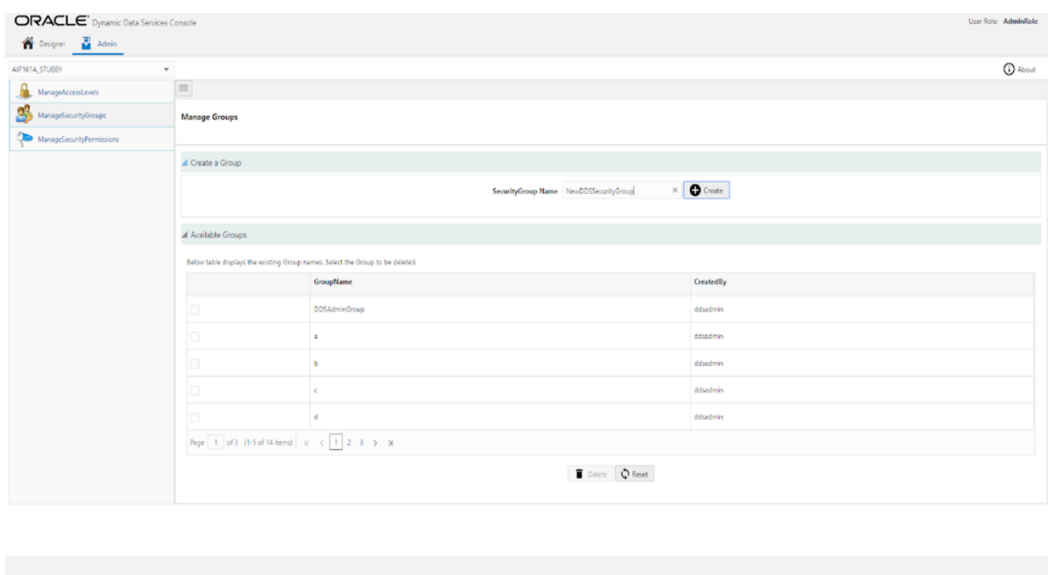 ORACLE Dynamic Data Services Console
User Role: AdminRole
Designer Admin
AIP161A_STUBBY
About
ManageAccessLevels
ManageSecurityGroups
Manage Groups
ManageSecurityPermissions
Create a Group
SecurityGroup Name NewDDSSecurityGroup × Create
Available Groups
Below table displays the existing Group names. Select the Group to be deleted.
GroupName CreatedBy
DDSAdminGroup ddsadmin
a ddsadmin
b ddsadmin
c ddsadmin
d ddsadmin
Page 1 of 3 (1-5 of 14 items) K < 1 2 3 > X
Delete Reset